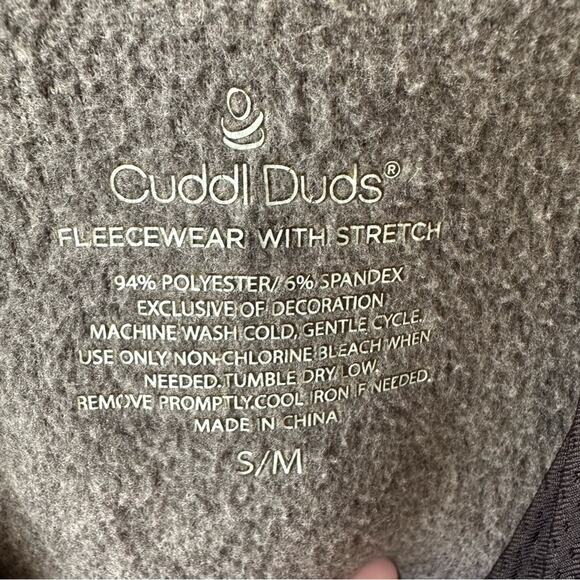 Cuddl Duds®
FLEECEWEAR WITH STRETCH
94% POLYESTER/ 6% SPANDEX
EXCLUSIVE OF DECORATION
MACHINE WASH COLD, GENTLE CYCLE.
USE ONLY NON-CHLORINE BLEACH WHEN
NEEDED. TUMBLE DRY LOW.
REMOVE PROMPTLY.COOL IRON IF NEEDED.
MADE IN CHINA
S/M